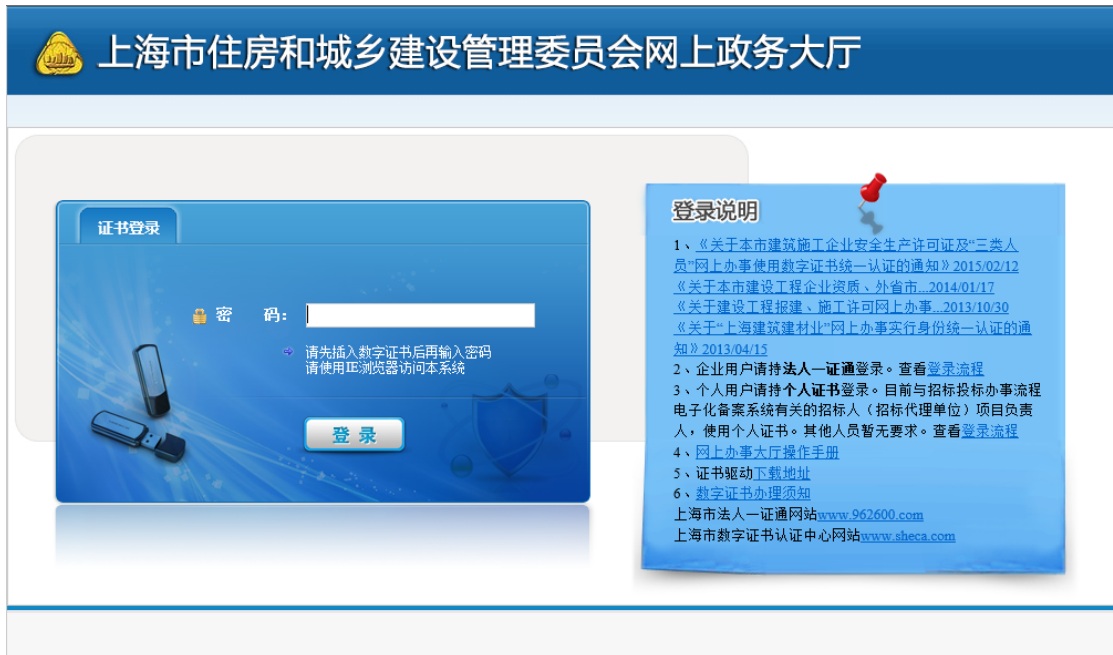 上海市住房和城乡建设管理委员会网上政务大厅
证书登录
密 码:
请先插入数字证书后再输入密码
请使用IE浏览器访问本系统
登 录
登录说明
1、《关于本市建筑施工企业安全生产许可证及"三类人
员"网上办事使用数字证书统一认证的通知》2015/02/12
《关于本市建设工程企业资质、外省市...2014/01/17
《关于建设工程报建、施工许可网上办事...2013/10/30
《关于"上海建筑建材业"网上办事实行身份统一认证的通
知》2013/04/15
2、企业用户请持法人一证通登录。查看登录流程
3、个人用户请持个人证书登录。目前与招标投标办事流程
电子化备案系统有关的招标人（招标代理单位）项目负责
人，使用个人证书。其他人员暂无要求。查看登录流程
4、网上办事大厅操作手册
5、证书驱动下载地址
6、数字证书办理须知
上海市法人一证通网站www.962600.com
上海市数字证书认证中心网站www.sheca.com